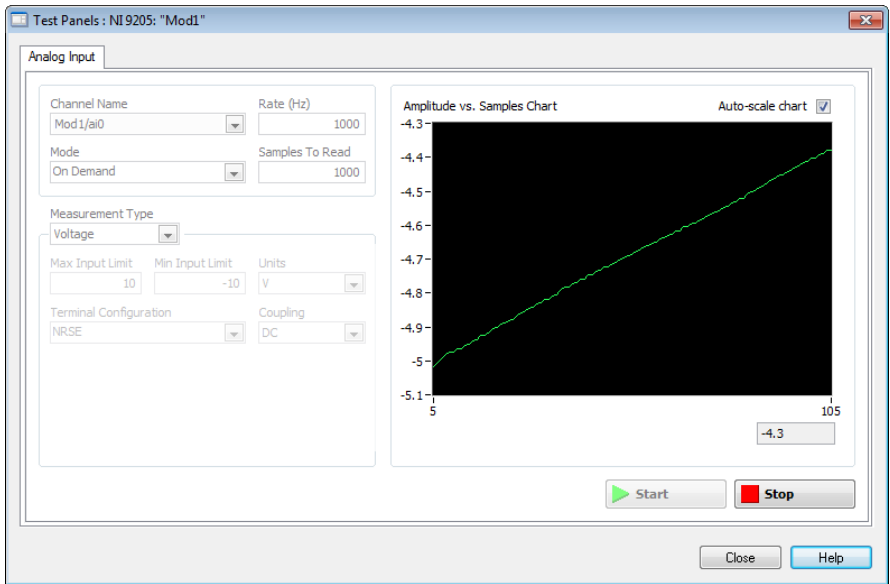 Test Panels : NI 9205: "Mod1"
Analog Input
Channel Name
Rate (Hz)
Mod1/ai0
1000
Mode
Samples To Read
On Demand
1000
Measurement Type
Voltage
Max Input Limit
Min Input Limit
Units
10
-10
V
Terminal Configuration
Coupling
NRSE
DC
Amplitude vs. Samples Chart
Auto-scale chart
-4.3
-4.4
-4.5
-4.6
-4.7
-4.8
-4.9
-5
-5.1
5
105
-4.3
Start
Stop
Close
Help